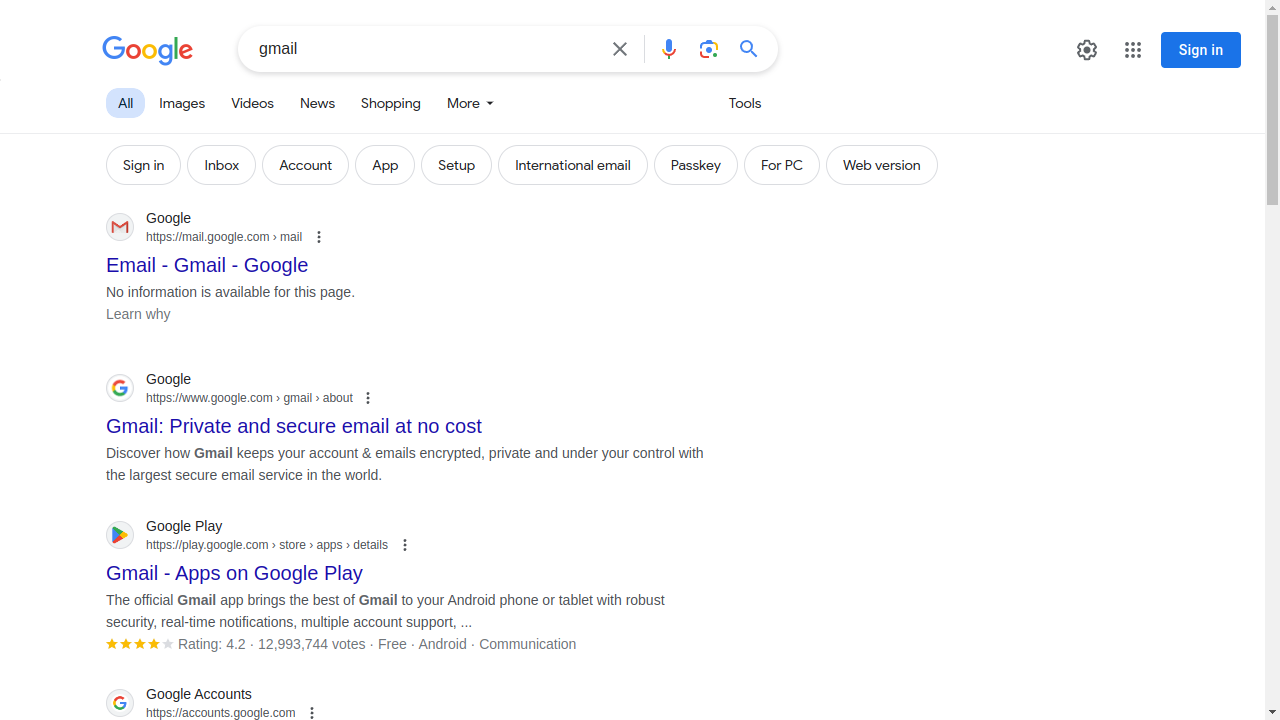 Google
gmail
Sign in
All
Images
Videos
News
Shopping
More
Tools
Sign in
Inbox
Account
App
Setup
International email
Passkey
For PC
Web version
Google
https://mail.google.com › mail
Email - Gmail - Google
No information is available for this page.
Learn why
Google
https://www.google.com › gmail › about
Gmail: Private and secure email at no cost
Discover how Gmail keeps your account & emails encrypted, private and under your control with
the largest secure email service in the world.
Google Play
https://play.google.com › store › apps › details
Gmail - Apps on Google Play
The official Gmail app brings the best of Gmail to your Android phone or tablet with robust
security, real-time notifications, multiple account support, ...
Rating: 4.2 · 12,993,744 votes · Free · Android · Communication
Google Accounts
https://accounts.google.com